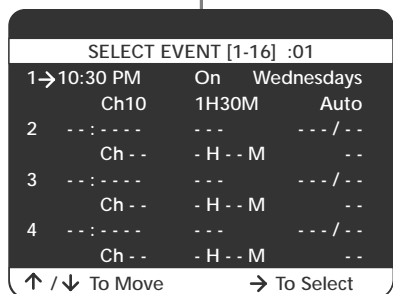 SELECT EVENT [1-16] :01
1→10:30 PM On Wednesdays
Ch10 1H30M Auto
2 - - : - - - - - - - - - - / - -
Ch - - - H - - M - -
3 - - : - - - - - - - - - - / - -
Ch - - - H - - M - -
4 - - : - - - - - - - - - - / - -
Ch - - - H - - M - -
↑ / ↓ To Move → To Select